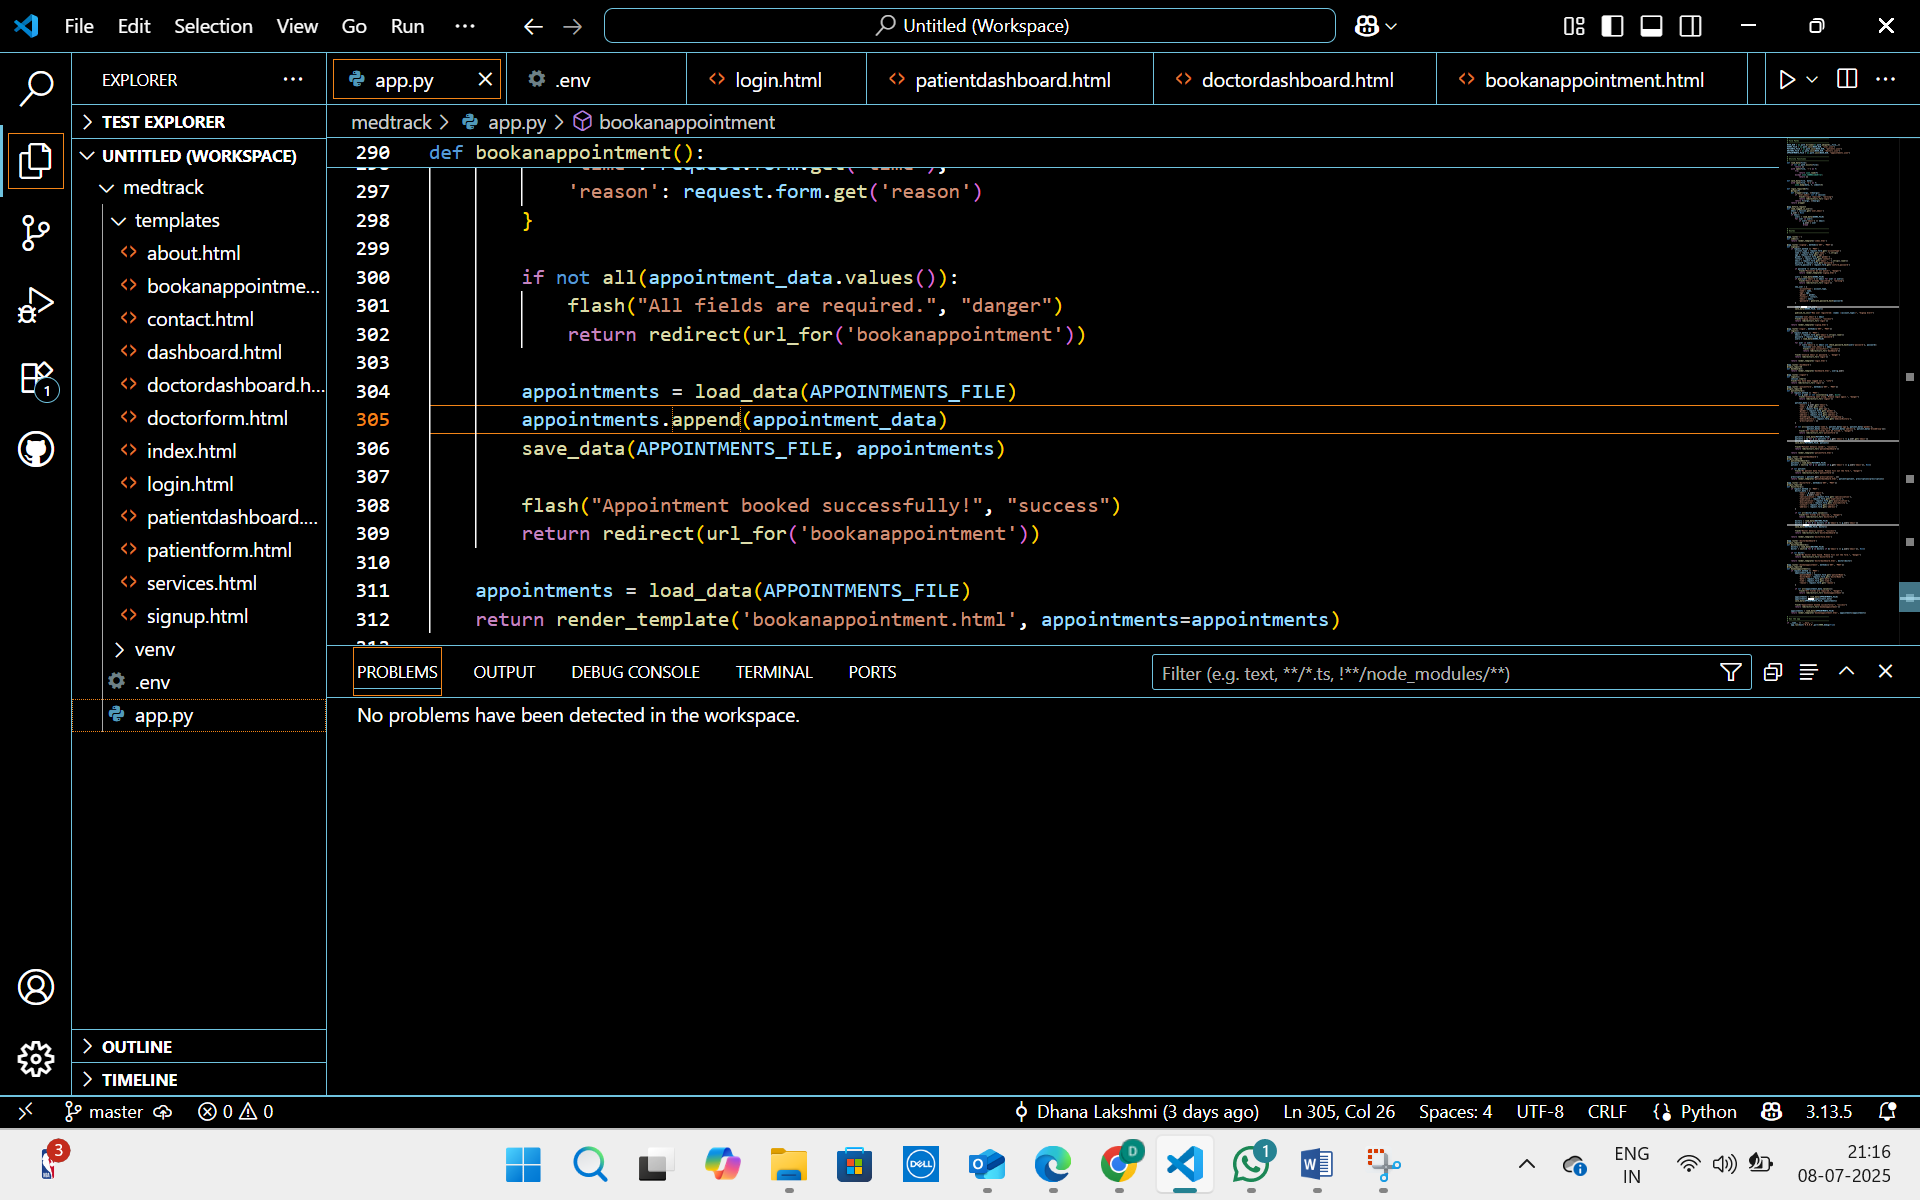 File Edit Selection View Go Run ···
Untitled (Workspace)
EXPLORER ···
TEST EXPLORER
UNTITLED (WORKSPACE)
medtrack
templates
about.html
bookanappointme...
contact.html
dashboard.html
doctordashboard.h...
doctorform.html
index.html
login.html
patientdashboard....
patientform.html
services.html
signup.html
venv
.env
app.py
OUTLINE
TIMELINE
1
app.py .env login.html patientdashboard.html doctordashboard.html bookanappointment.html
medtrack > app.py > bookanappointment
290 def bookanappointment():
297 'reason': request.form.get('reason')
298 }
299
300 if not all(appointment_data.values()):
301 flash("All fields are required.", "danger")
302 return redirect(url_for('bookanappointment'))
303
304 appointments = load_data(APPOINTMENTS_FILE)
305 appointments.append(appointment_data)
306 save_data(APPOINTMENTS_FILE, appointments)
307
308 flash("Appointment booked successfully!", "success")
309 return redirect(url_for('bookanappointment'))
310
311 appointments = load_data(APPOINTMENTS_FILE)
312 return render_template('bookanappointment.html', appointments=appointments)
PROBLEMS OUTPUT DEBUG CONSOLE TERMINAL PORTS
Filter (e.g. text, **/*.ts, !**/node_modules/**)
No problems have been detected in the workspace.
master 0 0 Dhana Lakshmi (3 days ago) Ln 305, Col 26 Spaces: 4 UTF-8 CRLF {} Python 3.13.5
3
DELL
D
1
ENG
IN
21:16
08-07-2025